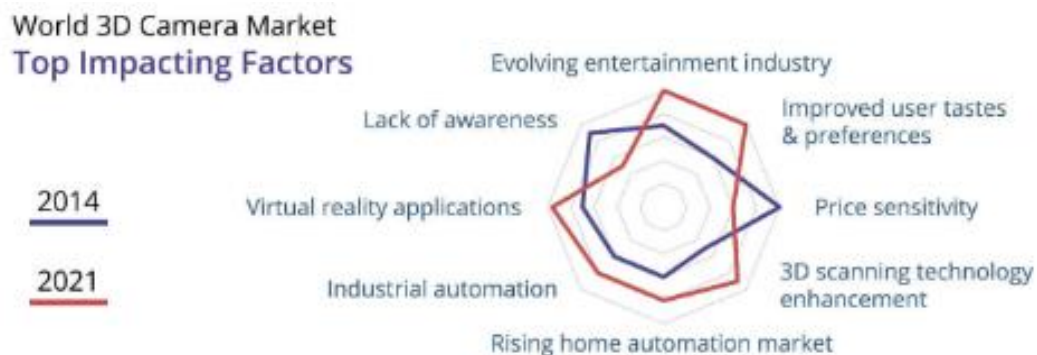 World 3D Camera Market
Top Impacting Factors
Evolving entertainment industry
Improved user tastes
& preferences
Lack of awareness
2014
Virtual reality applications
Price sensitivity
2021
Industrial automation
3D scanning technology
enhancement
Rising home automation market